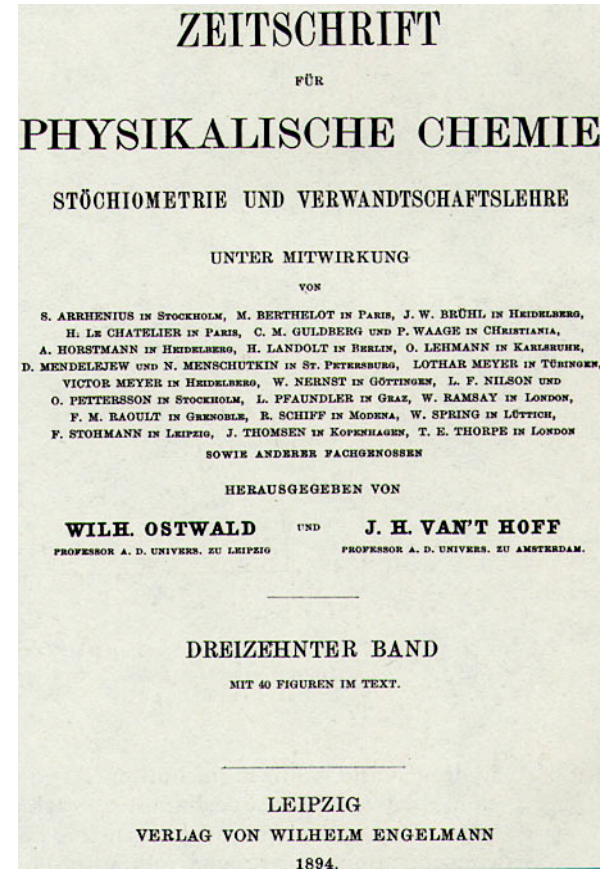 ZEITSCHRIFT
FÜR
PHYSIKALISCHE CHEMIE
STÖCHIOMETRIE UND VERWANDTSCHAFTSLEHRE
UNTER MITWIRKUNG
VON
S. ARRHENIUS IN STOCKHOLM, M. BERTHELOT IN PARIS, J. W. BRÜHL IN HEIDELBERG,
H. LE CHATELIER IN PARIS, C. M. GULDBERG UND P. WAAGE IN CHRISTIANIA,
A. HORSTMANN IN HEIDELBERG, H. LANDOLT IN BERLIN, O. LEHMANN IN KARLSRUHE,
D. MENDELEJEW UND N. MENSCHUTKIN IN ST. PETERSBURG, LOTHAR MEYER IN TÜBINGEN,
VICTOR MEYER IN HEIDELBERG, W. NERNST IN GÖTTINGEN, L. F. NILSON UND
O. PETTERSSON IN STOCKHOLM, L. PFAUNDLER IN GRAZ, W. RAMSAY IN LONDON,
F. M. RAOULT IN GRENOBLE, R. SCHIFF IN MODENA, W. SPRING IN LÜTTICH,
F. STOHMANN IN LEIPZIG, J. THOMSEN IN KOPENHAGEN, T. E. THORPE IN LONDON
SOWIE ANDERER FACHGENOSSEN
HERAUSGEGEBEN VON
WILH. OSTWALD UND J. H. VAN'T HOFF
PROFESSOR A. D. UNIVERS. ZU LEIPZIG PROFESSOR A. D. UNIVERS. ZU AMSTERDAM.
DREIZEHNTER BAND
MIT 40 FIGUREN IM TEXT.
LEIPZIG
VERLAG VON WILHELM ENGELMANN
1894.